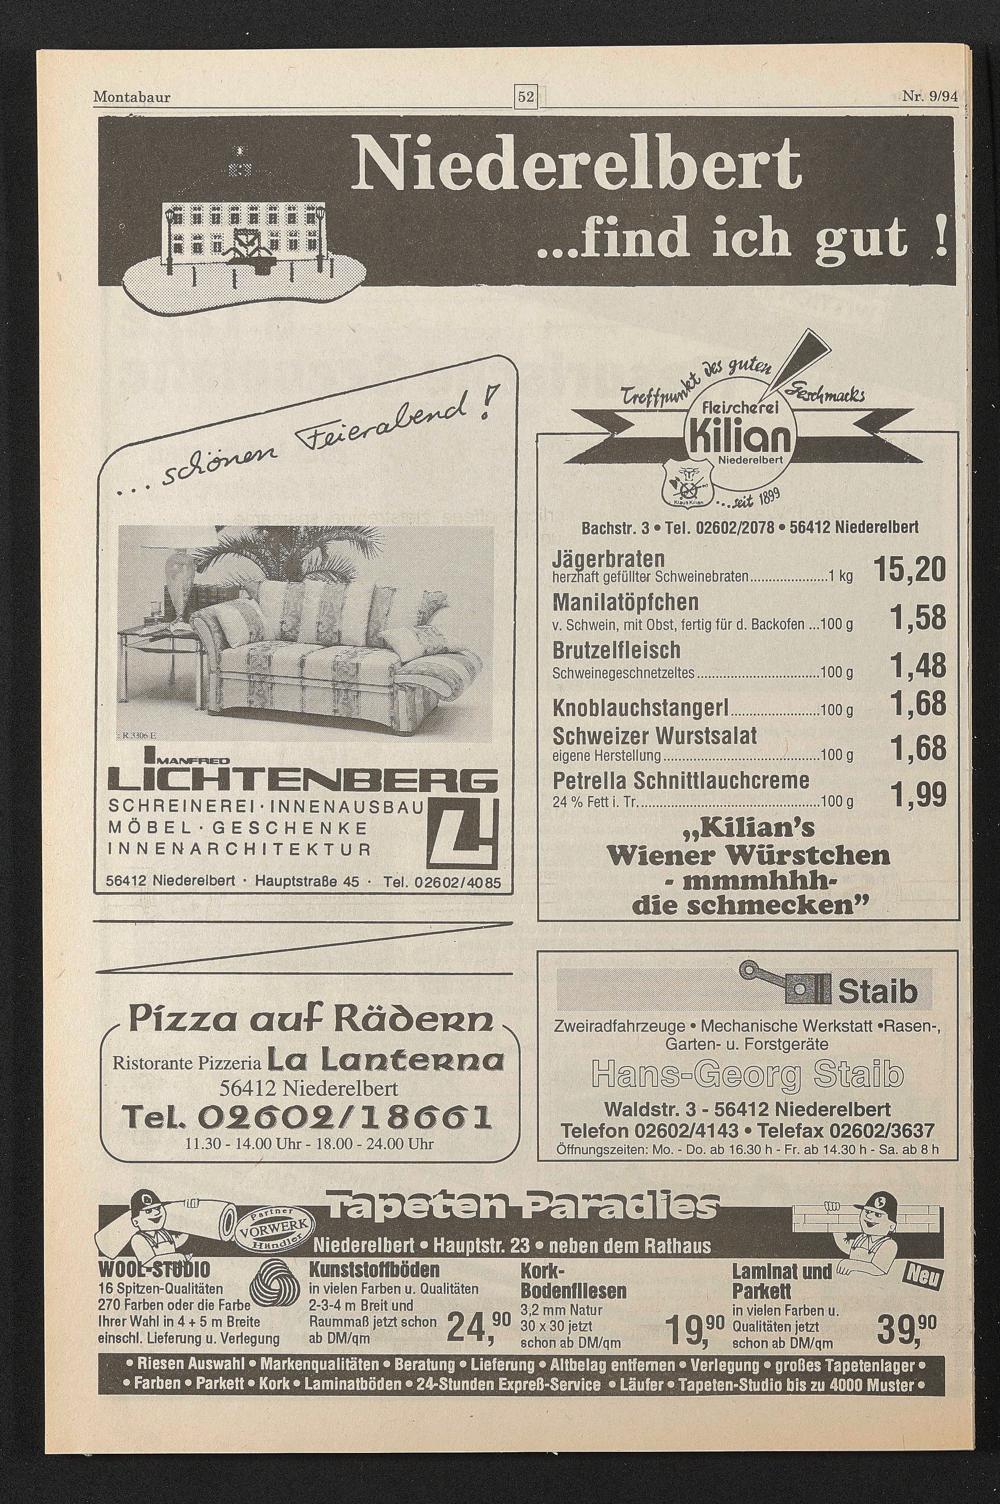 Montabaur
52
Nr. 9/94
Niederelbert
...find ich gut !
... schönen Feierabend !
R 3306 E
MANFRED
LICHTENBERG
SCHREINEREI · INNENAUSBAU
MÖBEL · GESCHENKE
INNENARCHITEKTUR
56412 Niederelbert · Hauptstraße 45 · Tel. 02602/4085
Treffpunkt des guten Geschmacks
Fleischerei
Kilian
Niederelbert
Klaus Kilian
...seit 1899
Bachstr. 3 • Tel. 02602/2078 • 56412 Niederelbert
Jägerbraten
herzhaft gefüllter Schweinebraten....................1 kg 15,20
Manilatöpfchen
v. Schwein, mit Obst, fertig für d. Backofen ...100 g 1,58
Brutzelfleisch
Schweinegeschnetzeltes...............................100 g 1,48
Knoblauchstangerl.......................100 g 1,68
Schweizer Wurstsalat
eigene Herstellung........................................100 g 1,68
Petrella Schnittlauchcreme
24 % Fett i. Tr...............................................100 g 1,99
„Kilian's
Wiener Würstchen
- mmmhhh-
die schmecken”
Pizza auf Rädern
Ristorante Pizzeria La Lanterna
56412 Niederelbert
Tel. 02602/18661
11.30 - 14.00 Uhr - 18.00 - 24.00 Uhr
Staib
Zweiradfahrzeuge • Mechanische Werkstatt •Rasen-,
Garten- u. Forstgeräte
Hans-Georg Staib
Waldstr. 3 - 56412 Niederelbert
Telefon 02602/4143 • Telefax 02602/3637
Öffnungszeiten: Mo. - Do. ab 16.30 h - Fr. ab 14.30 h - Sa. ab 8 h
Partner
VORWERK
Händler
Tapeten Paradies
Niederelbert • Hauptstr. 23 • neben dem Rathaus
WOOL-STUDIO
16 Spitzen-Qualitäten
270 Farben oder die Farbe
Ihrer Wahl in 4 + 5 m Breite
einschl. Lieferung u. Verlegung
Kunststoffböden
in vielen Farben u. Qualitäten
2-3-4 m Breit und
Raummaß jetzt schon
ab DM/qm 24,90
Kork-
Bodenfliesen
3,2 mm Natur
30 x 30 jetzt
schon ab DM/qm 19,90
Laminat und
Parkett
in vielen Farben u.
Qualitäten jetzt
schon ab DM/qm 39,90
Neu
• Riesen Auswahl • Markenqualitäten • Beratung • Lieferung • Altbelag entfernen • Verlegung • großes Tapetenlager •
• Farben • Parkett • Kork • Laminatböden • 24-Stunden Expreß-Service • Läufer • Tapeten-Studio bis zu 4000 Muster •